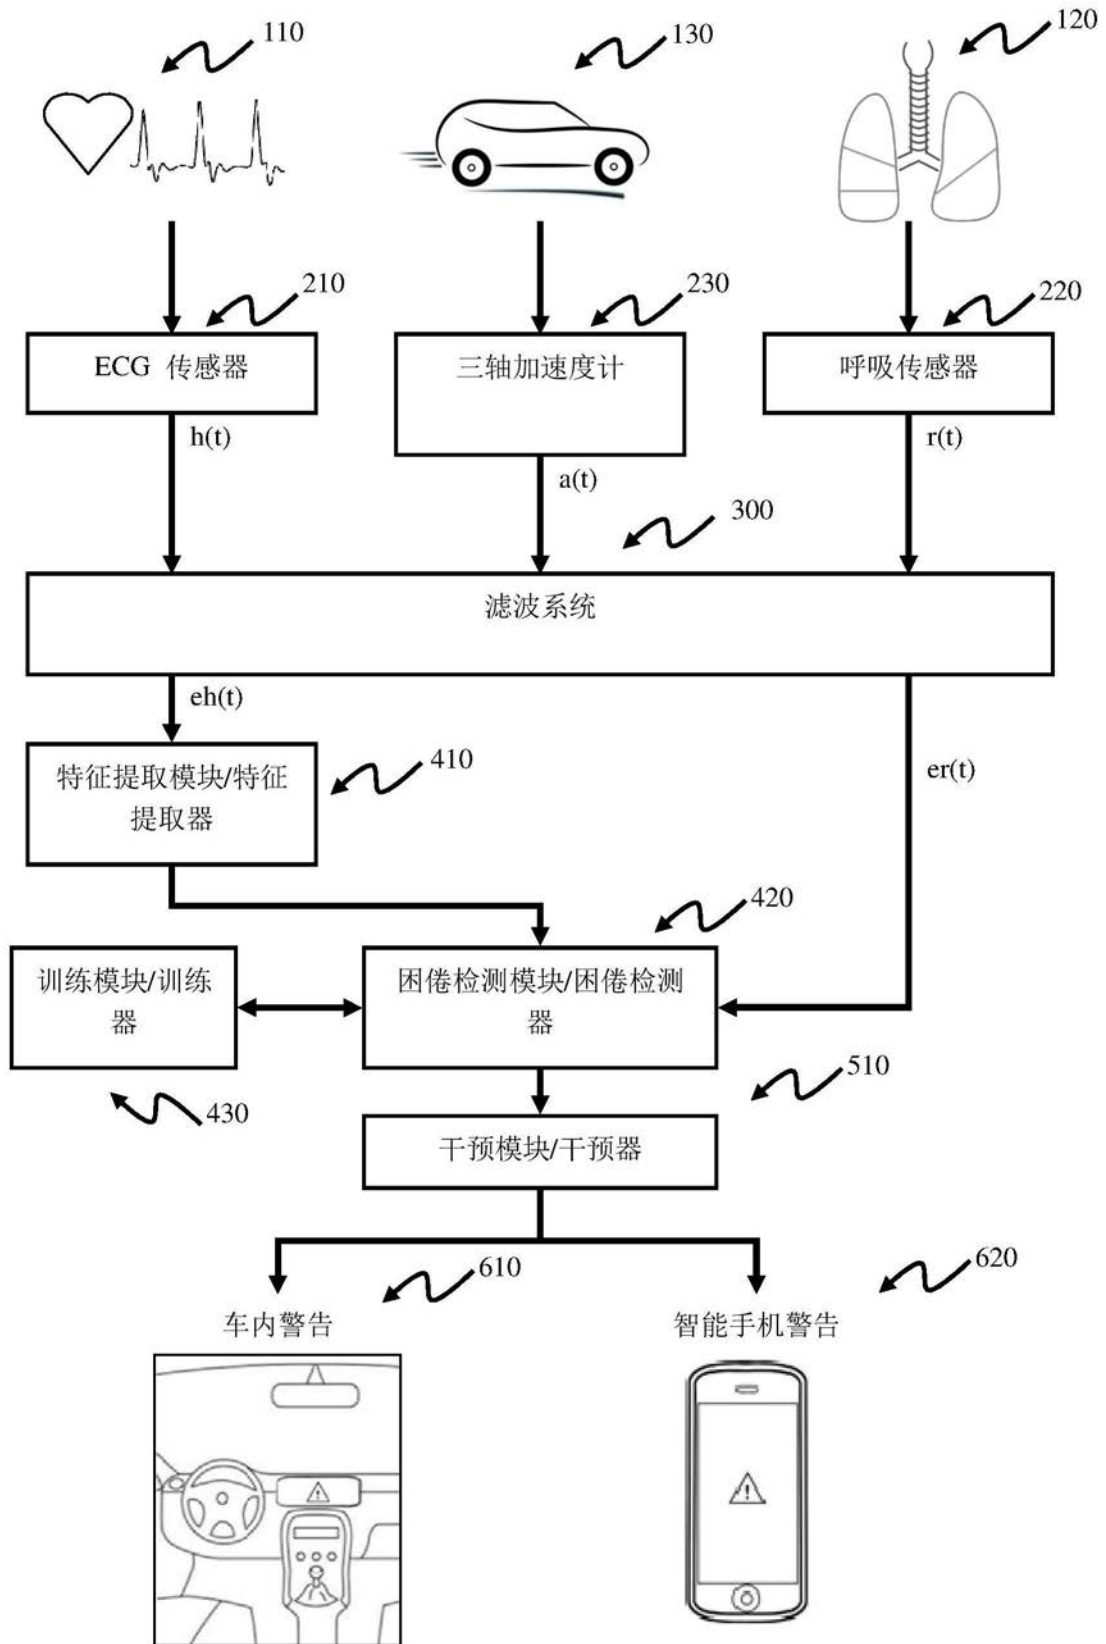 110
130
120
210
230
220
ECG 传感器
三轴加速度计
呼吸传感器
h(t)
a(t)
r(t)
300
滤波系统
eh(t)
er(t)
410
特征提取模块/特征
提取器
420
训练模块/训练
器
困倦检测模块/困倦检测
器
430
510
干预模块/干预器
610
620
车内警告
智能手机警告